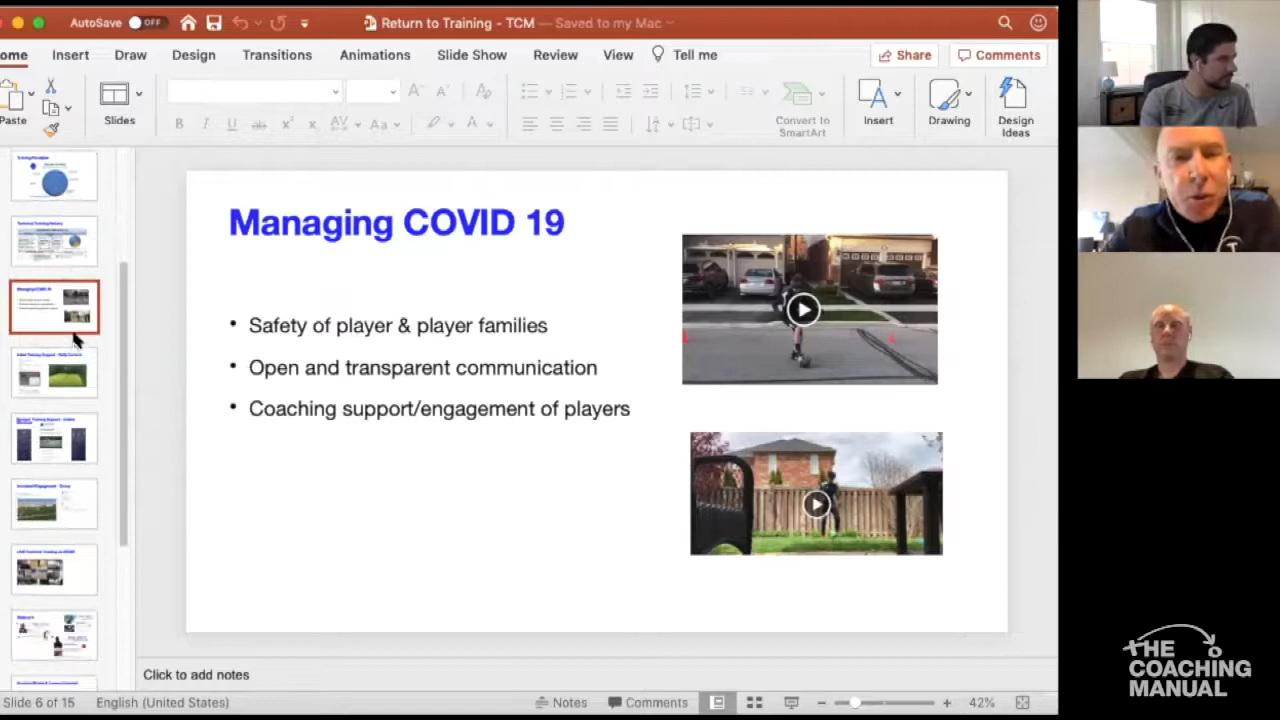 AutoSave OFF Return to Training - TCM — Saved to my Mac
ome Insert Draw Design Transitions Animations Slide Show Review View Tell me Share Comments
Paste Slides Convert to SmartArt Insert Drawing Design Ideas
Managing COVID 19
• Safety of player & player families
• Open and transparent communication
• Coaching support/engagement of players
Click to add notes
Slide 6 of 15 English (United States) Notes Comments 42%
THE
COACHING
MANUAL